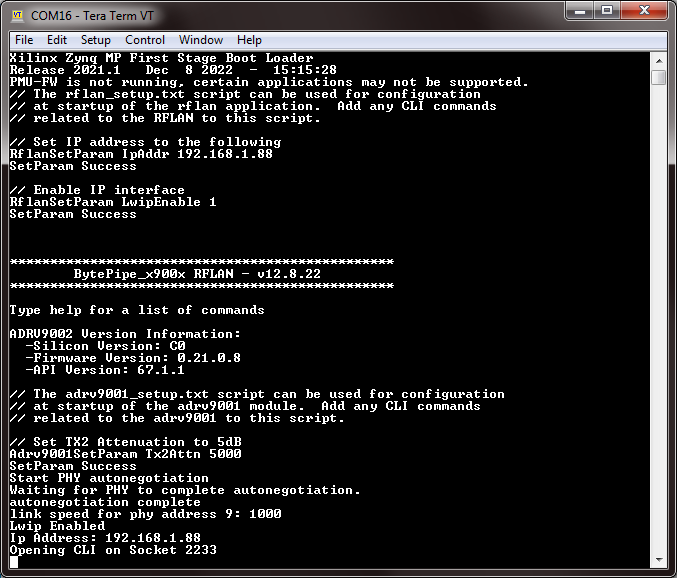 COM16 - Tera Term VT
File Edit Setup Control Window Help
Xilinx Zynq MP First Stage Boot Loader
Release 2021.1   Dec  8 2022  -  15:15:28
PMU-FW is not running, certain applications may not be supported.
// The rflan_setup.txt script can be used for configuration
// at startup of the rflan application.  Add any CLI commands
// related to the RFLAN to this script.
// Set IP address to the following
RflanSetParam IpAddr 192.168.1.88
SetParam Success
// Enable IP interface
RflanSetParam LwipEnable 1
SetParam Success
************************************************
BytePipe_x900x RFLAN - v12.8.22
************************************************
Type help for a list of commands
ADRV9002 Version Information:
-Silicon Version: C0
-Firmware Version: 0.21.0.8
-API Version: 67.1.1
// The adrv9001_setup.txt script can be used for configuration
// at startup of the adrv9001 module.  Add any CLI commands
// related to the adrv9001 to this script.
// Set TX2 Attenuation to 5dB
Adrv9001SetParam Tx2Attn 5000
SetParam Success
Start PHY autonegotiation
Waiting for PHY to complete autonegotiation.
autonegotiation complete
link speed for phy address 9: 1000
Lwip Enabled
Ip Address: 192.168.1.88
Opening CLI on Socket 2233